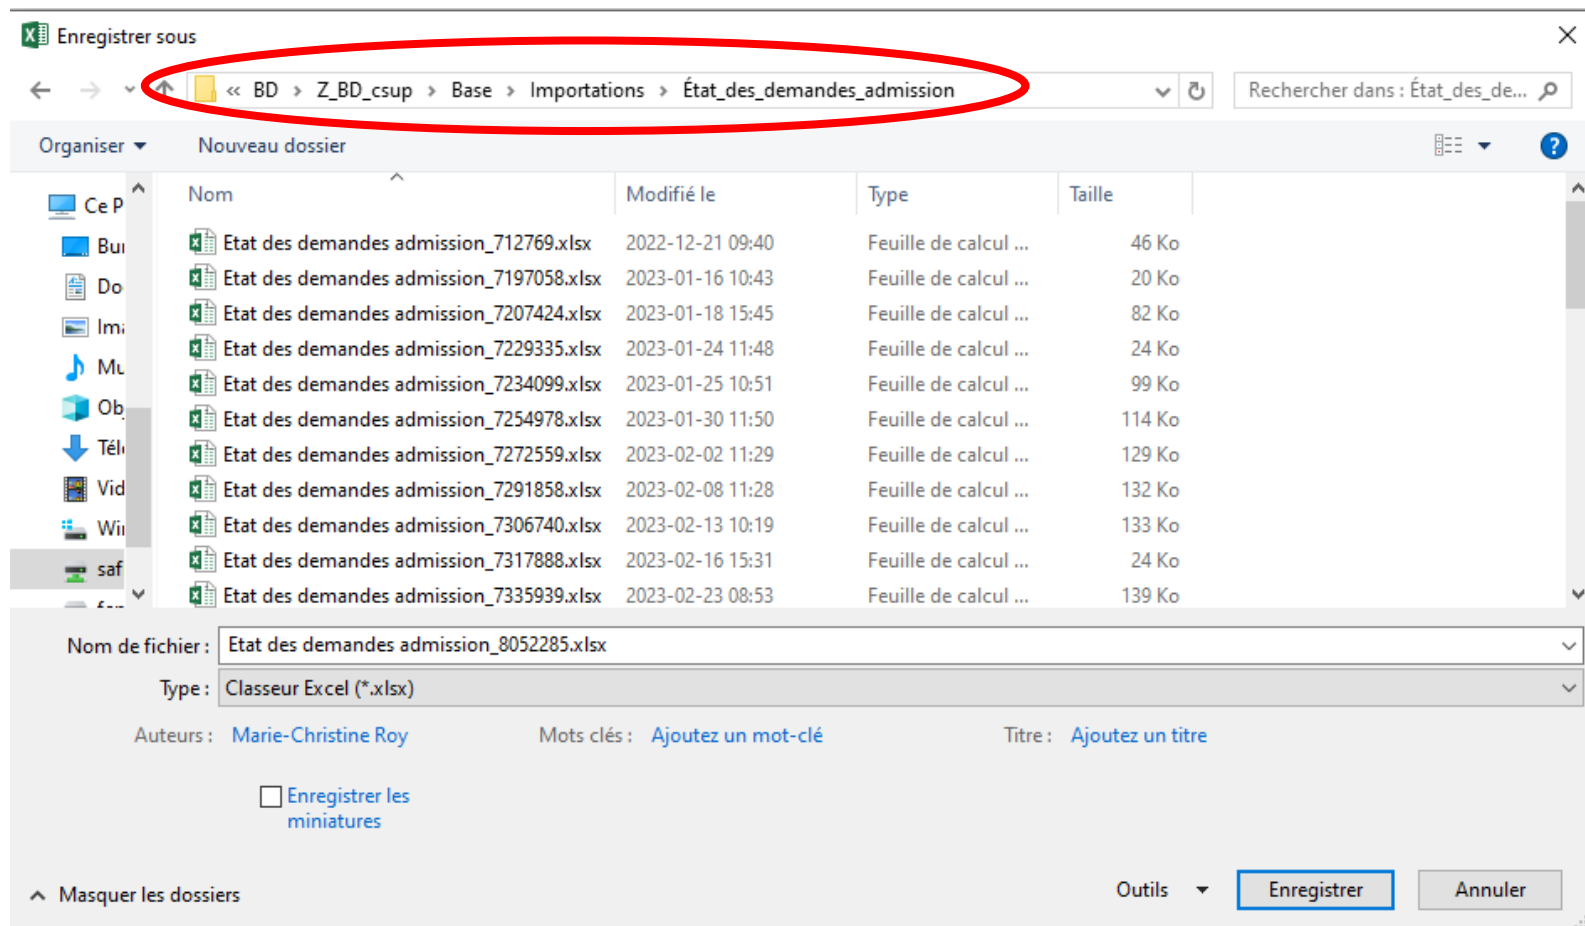 Enregistrer sous
« BD > Z_BD_csup > Base > Importations > État_des_demandes_admission
Rechercher dans : État_des_de...
Organiser
Nouveau dossier
Nom Modifié le Type Taille
Ce P
Etat des demandes admission_712769.xlsx 2022-12-21 09:40 Feuille de calcul ... 46 Ko
Bur
Etat des demandes admission_7197058.xlsx 2023-01-16 10:43 Feuille de calcul ... 20 Ko
Do
Etat des demandes admission_7207424.xlsx 2023-01-18 15:45 Feuille de calcul ... 82 Ko
Ima
Etat des demandes admission_7229335.xlsx 2023-01-24 11:48 Feuille de calcul ... 24 Ko
Mu
Etat des demandes admission_7234099.xlsx 2023-01-25 10:51 Feuille de calcul ... 99 Ko
Ob
Etat des demandes admission_7254978.xlsx 2023-01-30 11:50 Feuille de calcul ... 114 Ko
Tél
Etat des demandes admission_7272559.xlsx 2023-02-02 11:29 Feuille de calcul ... 129 Ko
Vid
Etat des demandes admission_7291858.xlsx 2023-02-08 11:28 Feuille de calcul ... 132 Ko
Wi
Etat des demandes admission_7306740.xlsx 2023-02-13 10:19 Feuille de calcul ... 133 Ko
saf
Etat des demandes admission_7317888.xlsx 2023-02-16 15:31 Feuille de calcul ... 24 Ko
Etat des demandes admission_7335939.xlsx 2023-02-23 08:53 Feuille de calcul ... 139 Ko
Nom de fichier : Etat des demandes admission_8052285.xlsx
Type : Classeur Excel (*.xlsx)
Auteurs : Marie-Christine Roy Mots clés : Ajoutez un mot-clé Titre : Ajoutez un titre
Enregistrer les
miniatures
Masquer les dossiers
Outils
Enregistrer
Annuler